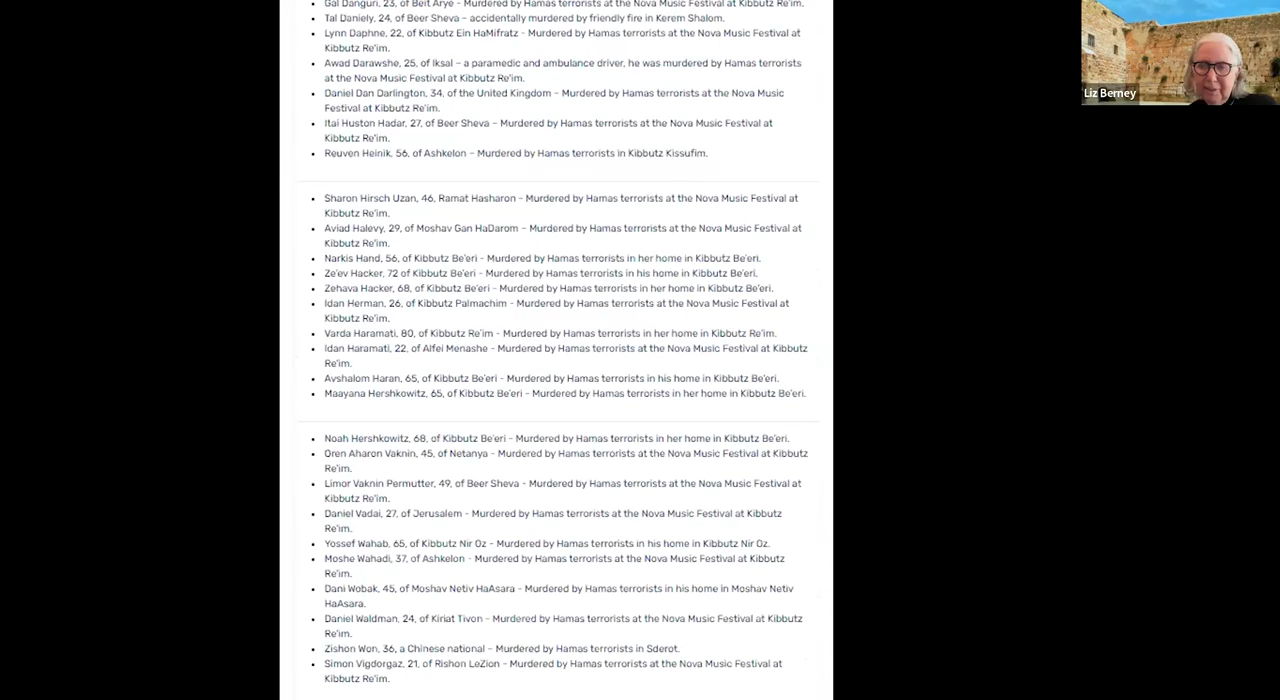 Gal Danguri, 23, of Beit Arye - Murdered by Hamas terrorists at the Nova Music Festival at Kibbutz Re'im.
Tal Daniely, 24, of Beer Sheva – accidentally murdered by friendly fire in Kerem Shalom.
Lynn Daphne, 22, of Kibbutz Ein HaMifratz - Murdered by Hamas terrorists at the Nova Music Festival at
Kibbutz Re'im.
Awad Darawshe, 25, of Iksal – a paramedic and ambulance driver, he was murdered by Hamas terrorists
at the Nova Music Festival at Kibbutz Re'im.
Daniel Dan Darlington, 34, of the United Kingdom - Murdered by Hamas terrorists at the Nova Music
Festival at Kibbutz Re'im.
Itai Huston Hadar, 27, of Beer Sheva - Murdered by Hamas terrorists at the Nova Music Festival at
Kibbutz Re'im.
Reuven Heinik, 56, of Ashkelon – Murdered by Hamas terrorists in Kibbutz Kissufim.
Sharon Hirsch Uzan, 46, Ramat Hasharon - Murdered by Hamas terrorists at the Nova Music Festival at
Kibbutz Re'im.
Aviad Halevy, 29, of Moshav Gan HaDarom – Murdered by Hamas terrorists at the Nova Music Festival at
Kibbutz Re'im.
Narkis Hand, 56, of Kibbutz Be'eri - Murdered by Hamas terrorists in her home in Kibbutz Be'eri.
Ze'ev Hacker, 72 of Kibbutz Be'eri - Murdered by Hamas terrorists in his home in Kibbutz Be'eri.
Zehava Hacker, 68, of Kibbutz Be'eri - Murdered by Hamas terrorists in her home in Kibbutz Be'eri.
Idan Herman, 26, of Kibbutz Palmachim - Murdered by Hamas terrorists at the Nova Music Festival at
Kibbutz Re'im.
Varda Haramati, 80, of Kibbutz Re'im - Murdered by Hamas terrorists in her home in Kibbutz Re'im.
Idan Haramati, 22, of Alfei Menashe - Murdered by Hamas terrorists at the Nova Music Festival at Kibbutz
Re'im.
Avshalom Haran, 65, of Kibbutz Be'eri - Murdered by Hamas terrorists in his home in Kibbutz Be'eri.
Maayana Hershkowitz, 65, of Kibbutz Be'eri - Murdered by Hamas terrorists in her home in Kibbutz Be'eri.
Noah Hershkowitz, 68, of Kibbutz Be'eri - Murdered by Hamas terrorists in her home in Kibbutz Be'eri.
Oren Aharon Vaknin, 45, of Netanya - Murdered by Hamas terrorists at the Nova Music Festival at Kibbutz
Re'im.
Limor Vaknin Permutter, 49, of Beer Sheva - Murdered by Hamas terrorists at the Nova Music Festival at
Kibbutz Re'im.
Daniel Vadai, 27, of Jerusalem - Murdered by Hamas terrorists at the Nova Music Festival at Kibbutz
Re'im.
Yossef Wahab, 65, of Kibbutz Nir Oz - Murdered by Hamas terrorists in his home in Kibbutz Nir Oz.
Moshe Wahadi, 37, of Ashkelon - Murdered by Hamas terrorists at the Nova Music Festival at Kibbutz
Re'im.
Dani Wobak, 45, of Moshav Netiv HaAsara - Murdered by Hamas terrorists in his home in Moshav Netiv
HaAsara.
Daniel Waldman, 24, of Kiriat Tivon - Murdered by Hamas terrorists at the Nova Music Festival at Kibbutz
Re'im.
Zishon Won, 36, a Chinese national – Murdered by Hamas terrorists in Sderot.
Simon Vigdorgaz, 21, of Rishon LeZion - Murdered by Hamas terrorists at the Nova Music Festival at
Kibbutz Re'im.
Liz Berney